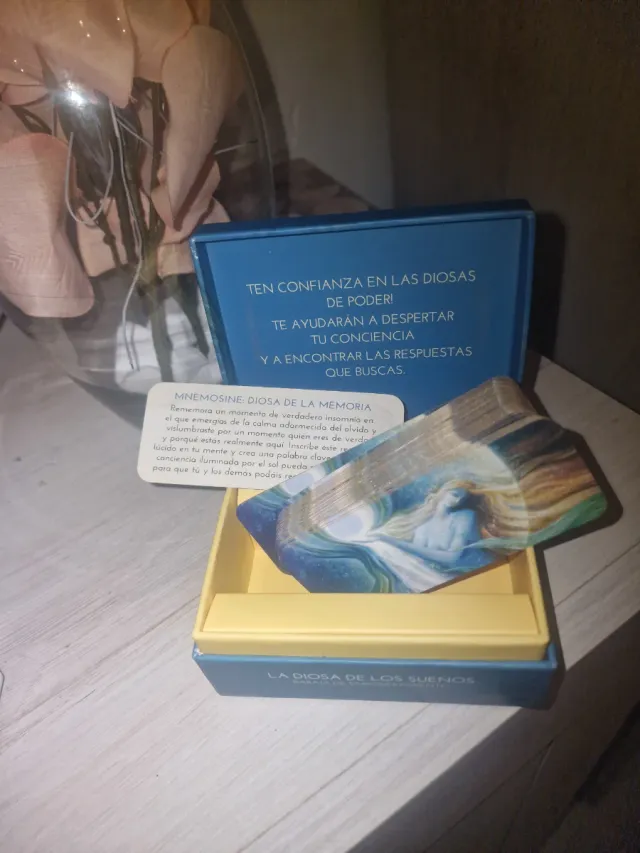 TEN CONFIANZA EN LAS DIOSAS
DE PODER!
TE AYUDARÁN A DESPERTAR
TU CONCIENCIA
Y A ENCONTRAR LAS RESPUESTAS
QUE BUSCAS.
MNEMOSINE: DIOSA DE LA MEMORIA
Rememora un momento de verdadero insomnio en
el que emergías de la calma adormecida del olvido y
vislumbraste por un momento quien eres de
y porqué estás realmente aquí. Inscribe este
lúcido en tu mente y crea una palabra clave
conciencia iluminada por el sol pueda
para que tú y los demás podáis
LA DIOSA DE LOS SUEÑOS